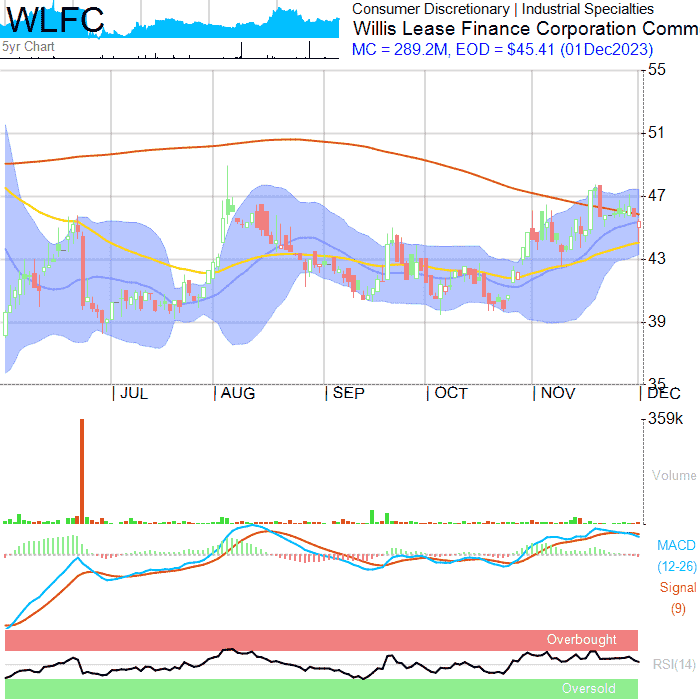 WLFC
5yr Chart
Consumer Discretionary | Industrial Specialties
Willis Lease Finance Corporation Comm
MC = 289.2M, EOD = $45.41 (01Dec2023)
55
51
47
43
39
35
JUL
AUG
SEP
OCT
NOV
DEC
359k
Volume
MACD
(12-26)
Signal
(9)
Overbought
RSI(14)
Oversold